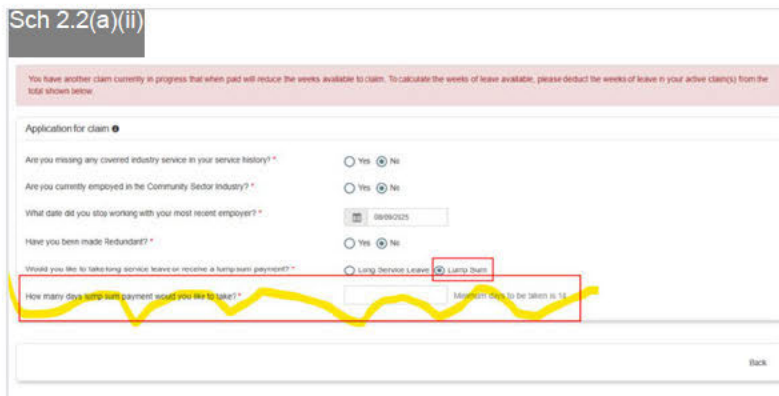 Sch 2.2(a)(ii)
You have another claim currently in progress that when paid will reduce the weeks available to claim. To calculate the weeks of leave available, please deduct the weeks of leave in your active claim(s) from the
total shown below.
Application for claim
Are you missing any covered industry service in your service history? * Yes No
Are you currently employed in the Community Sector Industry? * Yes No
What date did you stop working with your most recent employer? * 08/09/2025
Have you been made Redundant? * Yes No
Would you like to take long service leave or receive a lump sum payment? * Long Service Leave Lump Sum
How many days lump sum payment would you like to take? * Minimum days to be taken is 14
Back